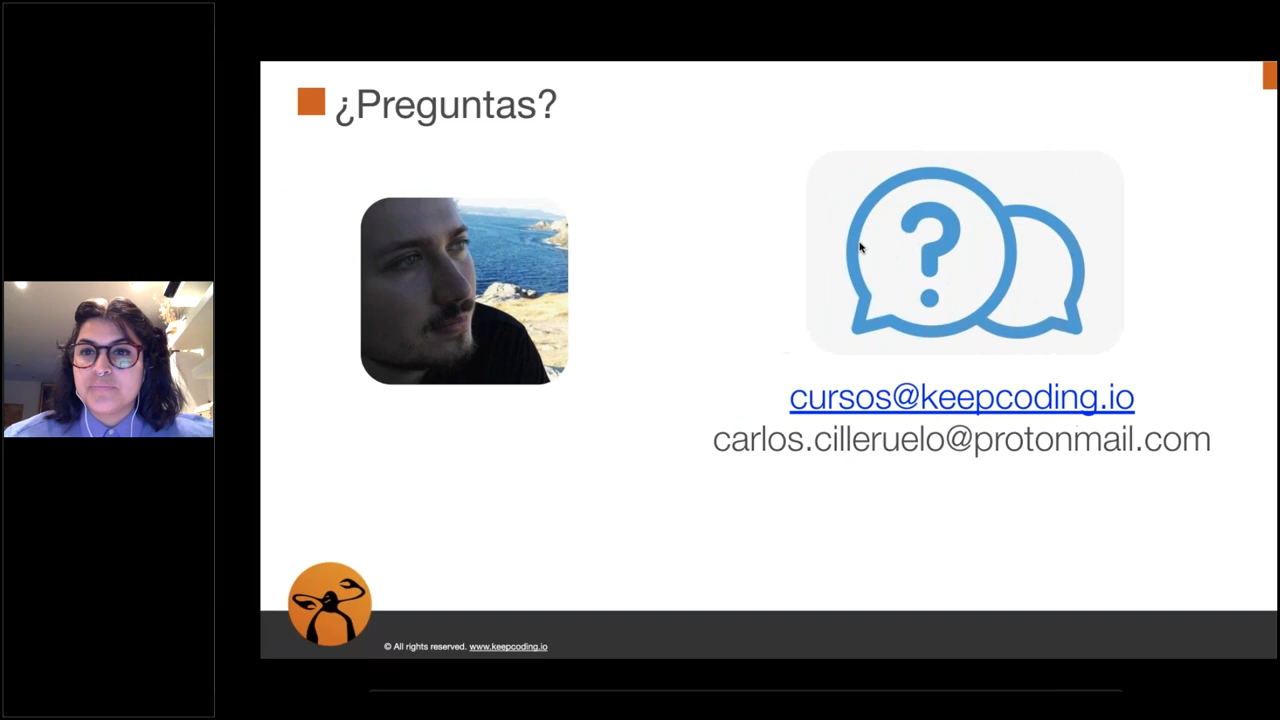 ¿Preguntas?
?
cursos@keepcoding.io
carlos.cilleruelo@protonmail.com
© All rights reserved. www.keepcoding.io